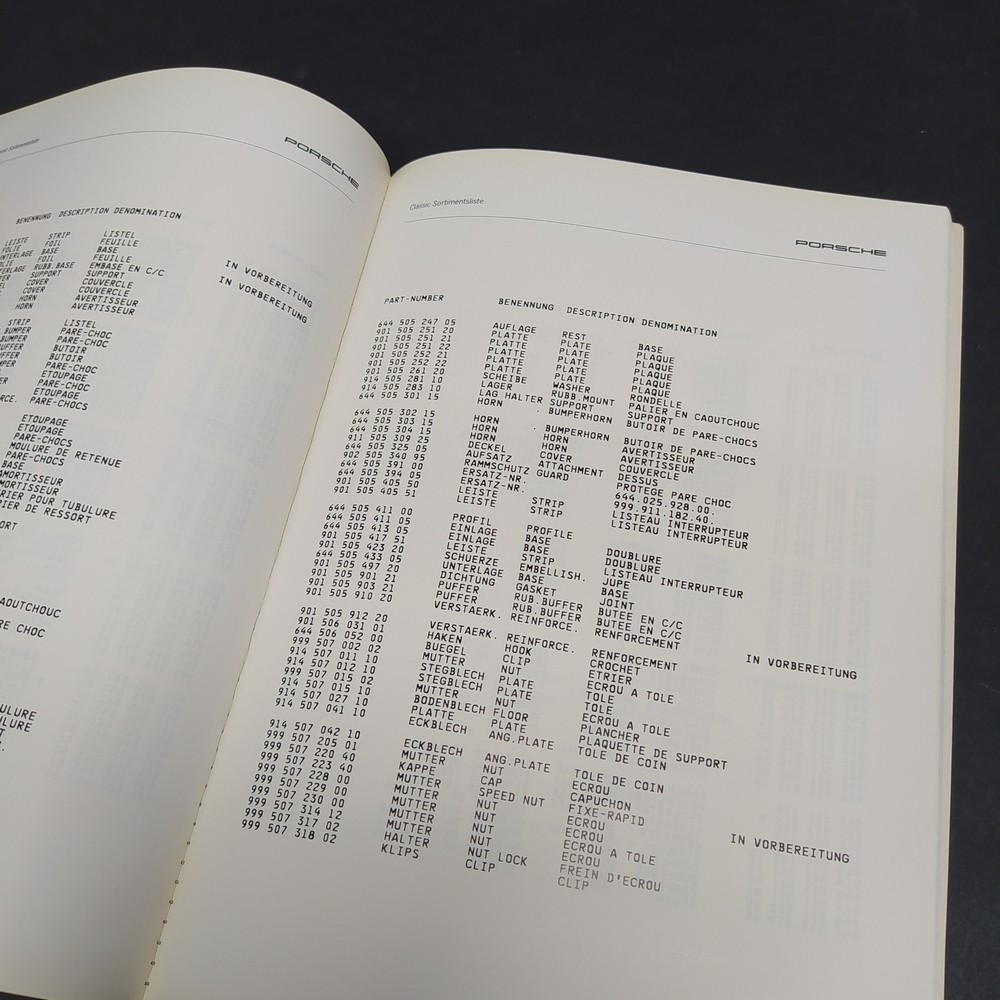 Classic Sortimentsliste
PORSCHE
BENENNUNG DESCRIPTION DENOMINATION
LEISTE STRIP LISTEL
FOLIE FOIL FEUILLE
UNTERLAGE BASE BASE
FOIL FEUILLE
RUBB.BASE EMBASE EN C/C IN VORBEREITUNG
SUPPORT SUPPORT
COVER COUVERCLE IN VORBEREITUNG
COVER COUVERCLE
HORN AVERTISSEUR
HORN AVERTISSEUR
STRIP LISTEL
BUMPER PARE-CHOC
BUMPER PARE-CHOC
BUTOIR
BUTOIR
PARE-CHOC
ETOUPAGE
PARE-CHOC
ETOUPAGE
PARE-CHOCS
ETOUPAGE
ETOUPAGE
PARE-CHOCS
MOULURE DE RETENUE
PARE-CHOCS
BASE
AMORTISSEUR
AMORTISSEUR
ETRIER POUR TUBULURE
DE RESSORT
Classic Sortimentsliste
PORSCHE
PART-NUMBER BENENNUNG DESCRIPTION DENOMINATION
644 505 247 05 AUFLAGE REST BASE
901 505 251 20 PLATTE PLATE PLAQUE
901 505 251 21 PLATTE PLATE PLAQUE
901 505 251 22 PLATTE PLATE PLAQUE
901 505 252 21 PLATTE PLATE PLAQUE
901 505 252 22 PLATTE PLATE PLAQUE
901 505 261 20 SCHEIBE WASHER RONDELLE
914 505 281 10 LAGER RUBB.MOUNT PALIER EN CAOUTCHOUC
914 505 283 10 LAG HALTER SUPPORT SUPPORT
644 505 301 15 HORN . BUMPERHORN BUTOIR DE PARE-CHOCS
644 505 302 15 HORN . BUMPERHORN BUTOIR DE PARE-CHOCS
644 505 303 15 HORN HORN AVERTISSEUR
644 505 304 15 HORN HORN AVERTISSEUR
911 505 309 25 DECKEL COVER COUVERCLE
644 505 325 05 AUFSATZ ATTACHMENT DESSUS
902 505 340 95 RAMMSCHUTZ GUARD PROTEGE PARE CHOC
644 505 391 00 ERSATZ-NR. 644.025.928.00.
644 505 394 05 ERSATZ-NR. 999.911.182.40.
901 505 405 50 LEISTE STRIP LISTEAU INTERRUPTEUR
901 505 405 51 LEISTE STRIP LISTEAU INTERRUPTEUR
644 505 411 00 PROFIL PROFILE
644 505 411 05 EINLAGE BASE DOUBLURE
644 505 413 05 EINLAGE BASE DOUBLURE
901 505 417 51 LEISTE STRIP LISTEAU INTERRUPTEUR
901 505 423 20 SCHUERZE EMBELLISH. JUPE
644 505 433 05 UNTERLAGE BASE BASE
901 505 497 20 DICHTUNG GASKET JOINT
901 505 901 21 PUFFER RUB.BUFFER BUTEE EN C/C
901 505 903 21 PUFFER RUB.BUFFER BUTEE EN C/C
901 505 910 20 VERSTAERK. REINFORCE. RENFORCEMENT IN VORBEREITUNG
901 505 912 20 VERSTAERK. REINFORCE. RENFORCEMENT
901 506 031 01 HAKEN HOOK CROCHET
644 506 052 00 BUEGEL CLIP ETRIER
999 507 002 02 MUTTER NUT ECROU A TOLE
914 507 011 10 STEGBLECH PLATE TOLE
914 507 012 10 STEGBLECH PLATE TOLE
999 507 015 02 MUTTER NUT ECROU A TOLE
914 507 015 10 BODENBLECH FLOOR PLANCHER
914 507 027 10 PLATTE PLATE PLAQUETTE DE SUPPORT
914 507 041 10 ECKBLECH ANG.PLATE TOLE DE COIN
914 507 042 10 ECKBLECH ANG.PLATE TOLE DE COIN
999 507 205 01 MUTTER NUT ECROU
999 507 220 40 KAPPE CAP CAPUCHON
999 507 223 40 MUTTER SPEED NUT FIXE-RAPID IN VORBEREITUNG
999 507 228 00 MUTTER NUT ECROU
999 507 229 00 MUTTER NUT ECROU
999 507 230 00 MUTTER NUT ECROU A TOLE
999 507 314 12 MUTTER NUT ECROU
999 507 317 02 HALTER NUT LOCK FREIN D'ECROU
999 507 318 02 KLIPS CLIP CLIP